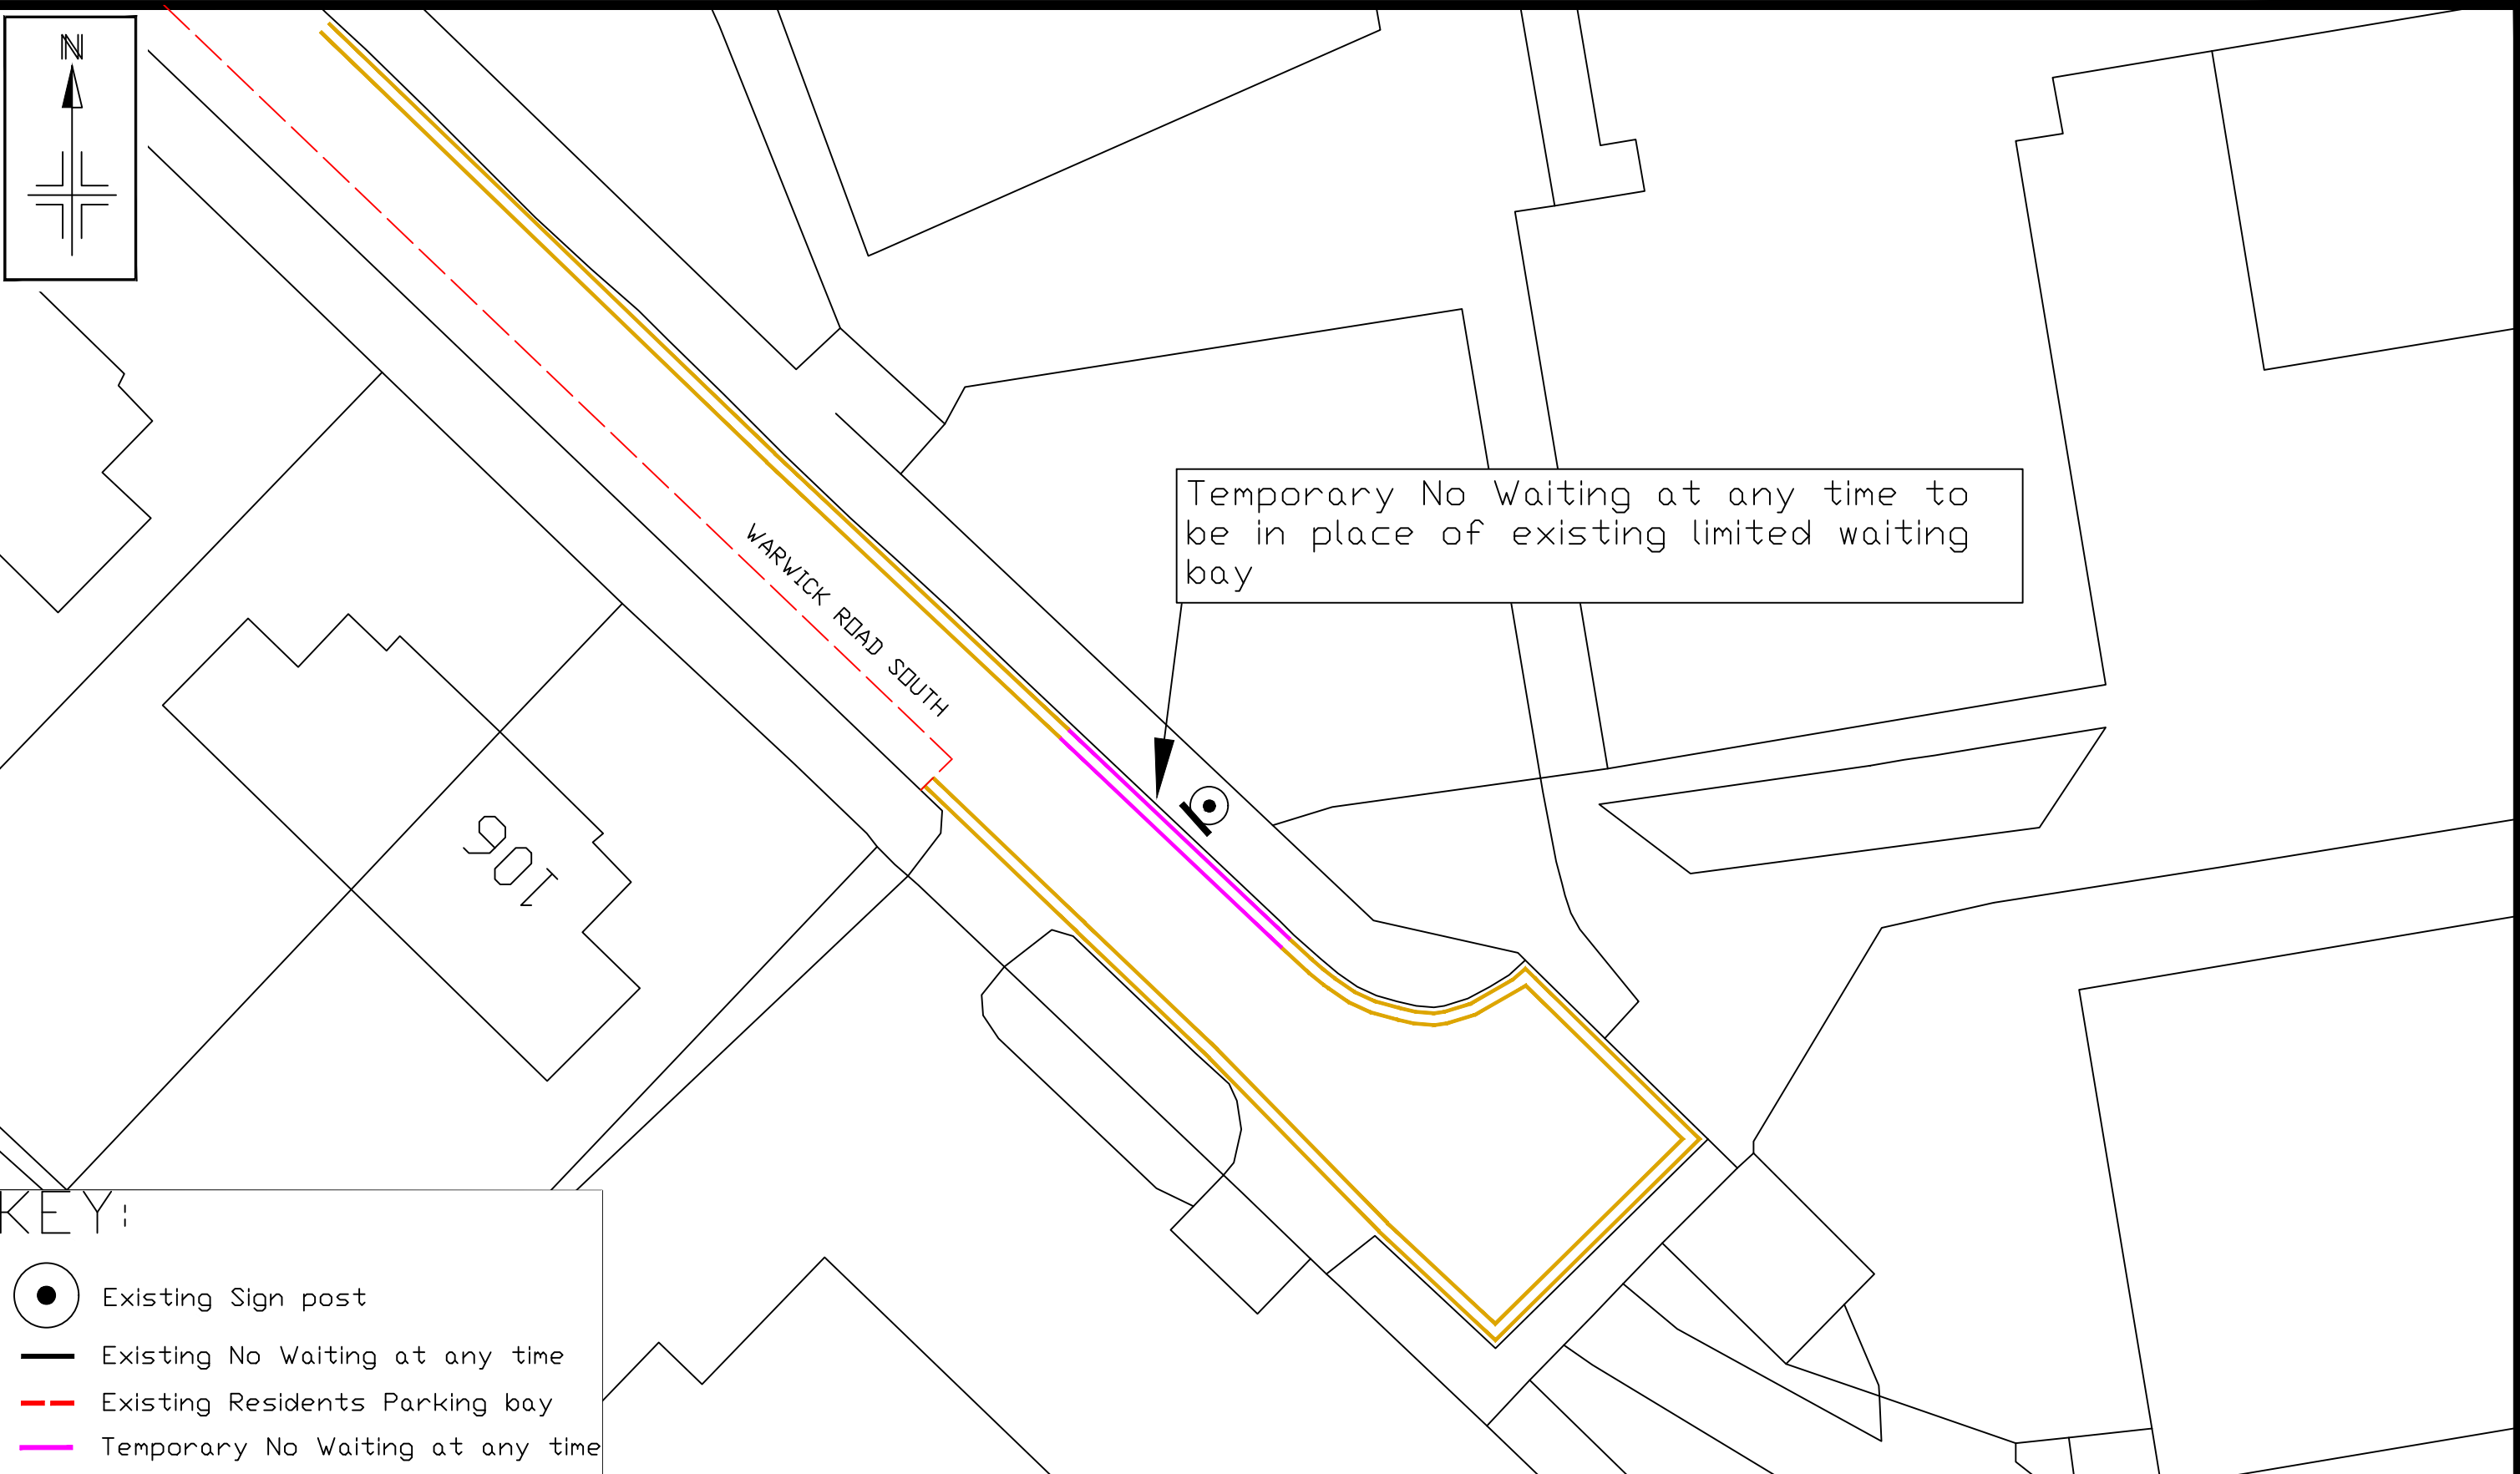 N
Temporary No Waiting at any time to
be in place of existing limited waiting
bay
WARWICK ROAD SOUTH
106
KEY:
Existing Sign post
Existing No Waiting at any time
Existing Residents Parking bay
Temporary No Waiting at any time